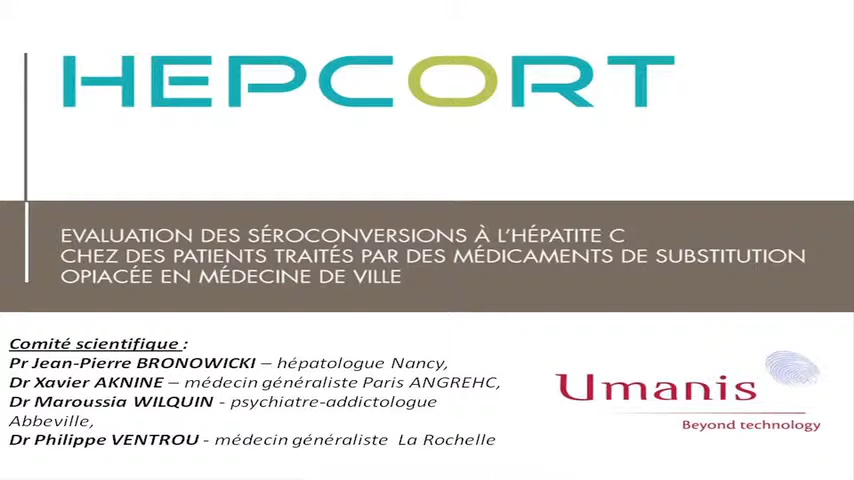 HEPCORT
EVALUATION DES SÉROCONVERSIONS À L'HÉPATITE C
CHEZ DES PATIENTS TRAITÉS PAR DES MÉDICAMENTS DE SUBSTITUTION
OPIACÉE EN MÉDECINE DE VILLE
Comité scientifique :
Pr Jean-Pierre BRONOWICKI – hépatologue Nancy,
Dr Xavier AKNINE – médecin généraliste Paris ANGREHC,
Dr Maroussia WILQUIN - psychiatre-addictologue
Abbeville,
Dr Philippe VENTROU - médecin généraliste La Rochelle
Umanis
Beyond technology